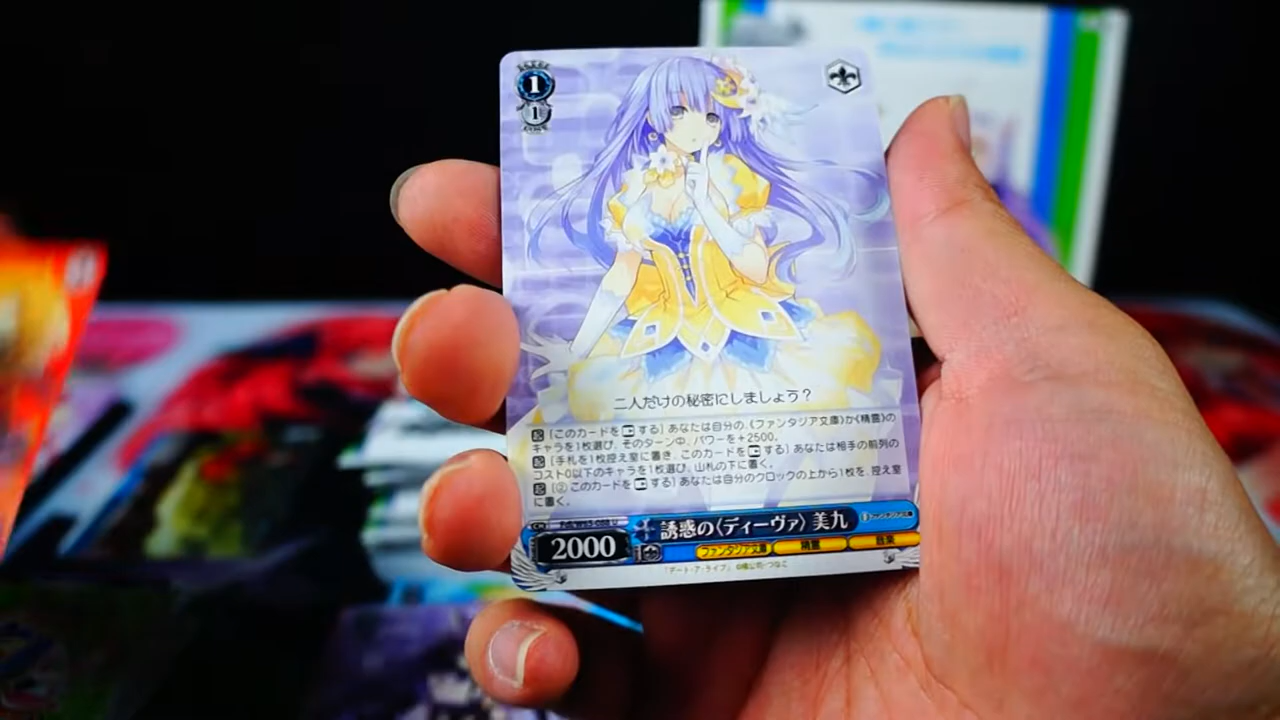 1
1
二人だけの秘密にしましょう?
起 [このカードを する] あなたは自分の、《ファンタジア文庫》か《精霊》の
キャラを1枚選び、そのターン中、パワーを+2500。
起 [手札を1枚控え室に置き、このカードを する] あなたは相手の前列の
コスト0以下のキャラを1枚選び、山札の下に置く。
起 [② このカードを する] あなたは自分のクロックの上から1枚を、控え室
に置く。
CH
誘惑の〈ディーヴァ〉 美九
2000
ファンタジア文庫 精霊 音楽
「デート・ア・ライブ」 ©橘公司・つなこ